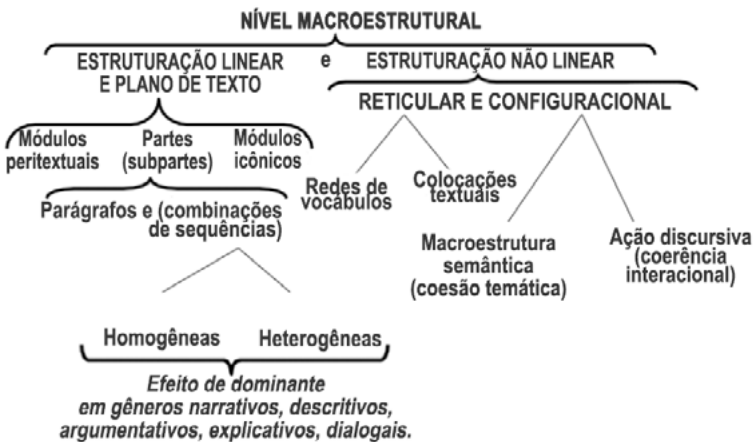 NÍVEL MACROESTRUTURAL
ESTRUTURAÇÃO LINEAR
E PLANO DE TEXTO
e
ESTRUTURAÇÃO NÃO LINEAR
RETICULAR E CONFIGURACIONAL
Módulos
peritextuais
Partes
(subpartes)
Módulos
icônicos
Redes de
vocábulos
Colocações
textuais
Parágrafos e (combinações
de sequências)
Macroestrutura
semântica
(coesão temática)
Ação discursiva
(coerência
interacional)
Homogêneas
Heterogêneas
Efeito de dominante
em gêneros narrativos, descritivos,
argumentativos, explicativos, dialogais.